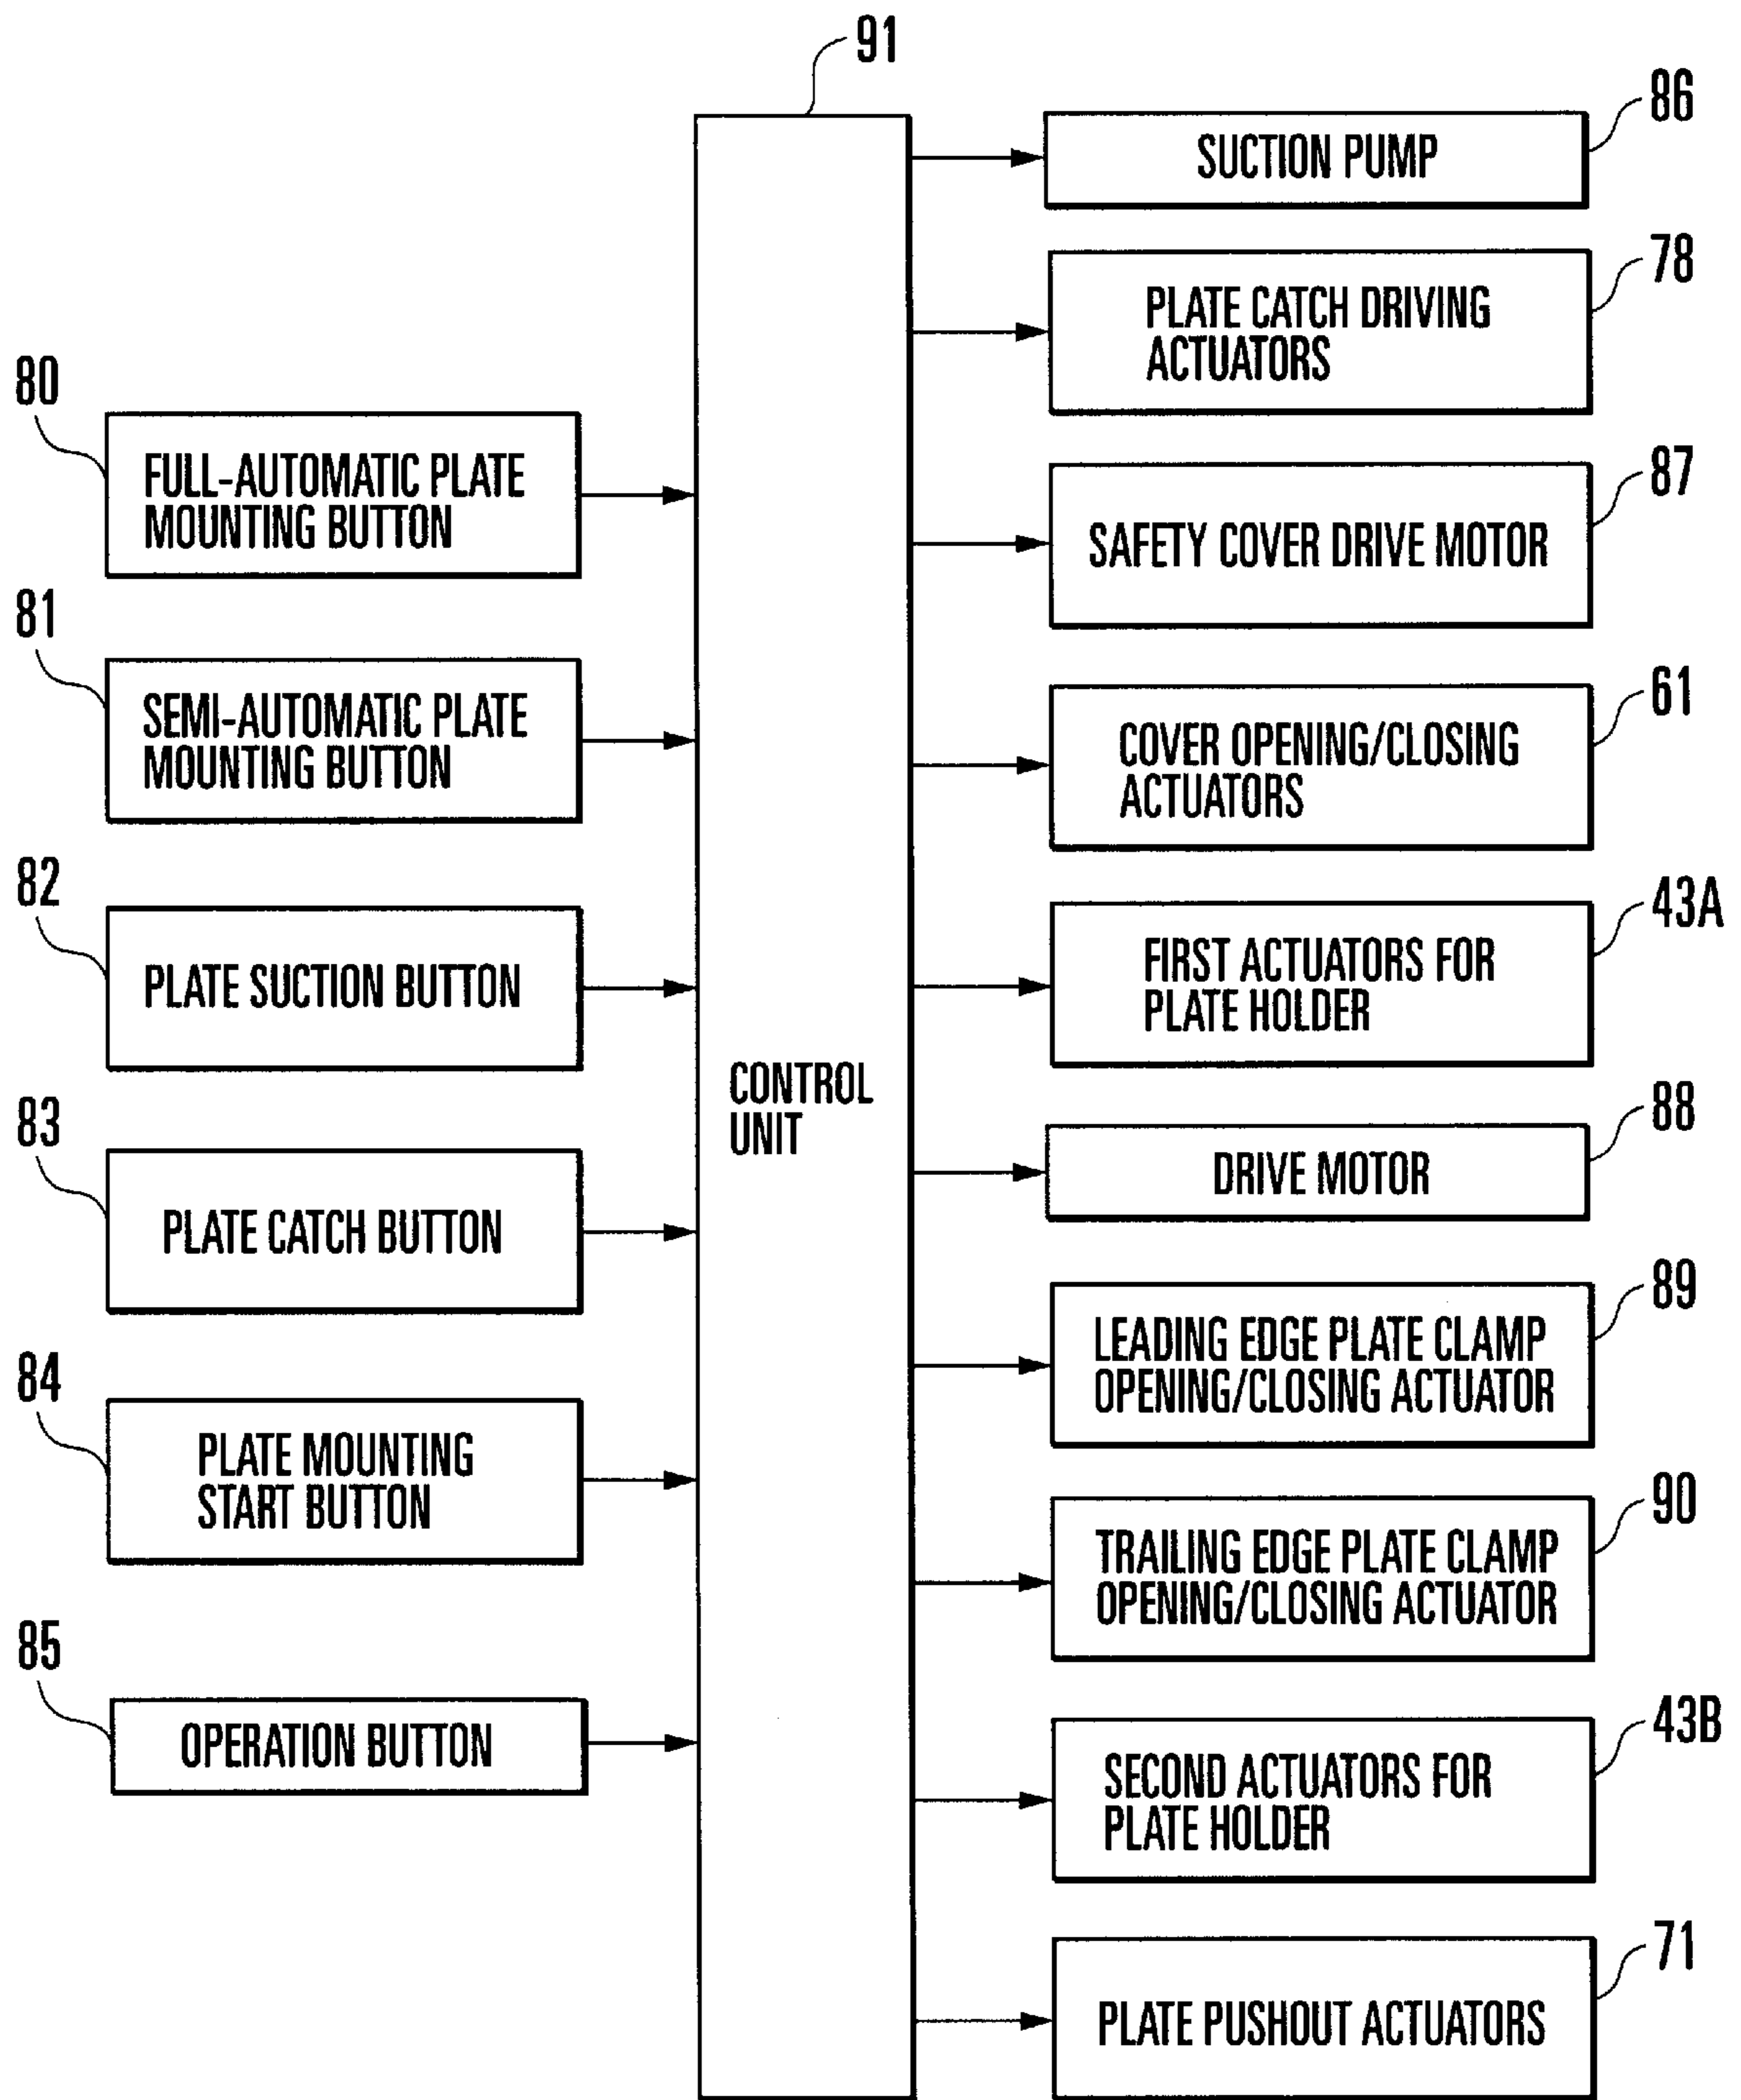 91
80
FULL-AUTOMATIC PLATE
MOUNTING BUTTON
81
SEMI-AUTOMATIC PLATE
MOUNTING BUTTON
82
PLATE SUCTION BUTTON
83
PLATE CATCH BUTTON
84
PLATE MOUNTING
START BUTTON
85
OPERATION BUTTON
CONTROL
UNIT
86
SUCTION PUMP
78
PLATE CATCH DRIVING
ACTUATORS
87
SAFETY COVER DRIVE MOTOR
61
COVER OPENING/CLOSING
ACTUATORS
43A
FIRST ACTUATORS FOR
PLATE HOLDER
88
DRIVE MOTOR
89
LEADING EDGE PLATE CLAMP
OPENING/CLOSING ACTUATOR
90
TRAILING EDGE PLATE CLAMP
OPENING/CLOSING ACTUATOR
43B
SECOND ACTUATORS FOR
PLATE HOLDER
71
PLATE PUSHOUT ACTUATORS